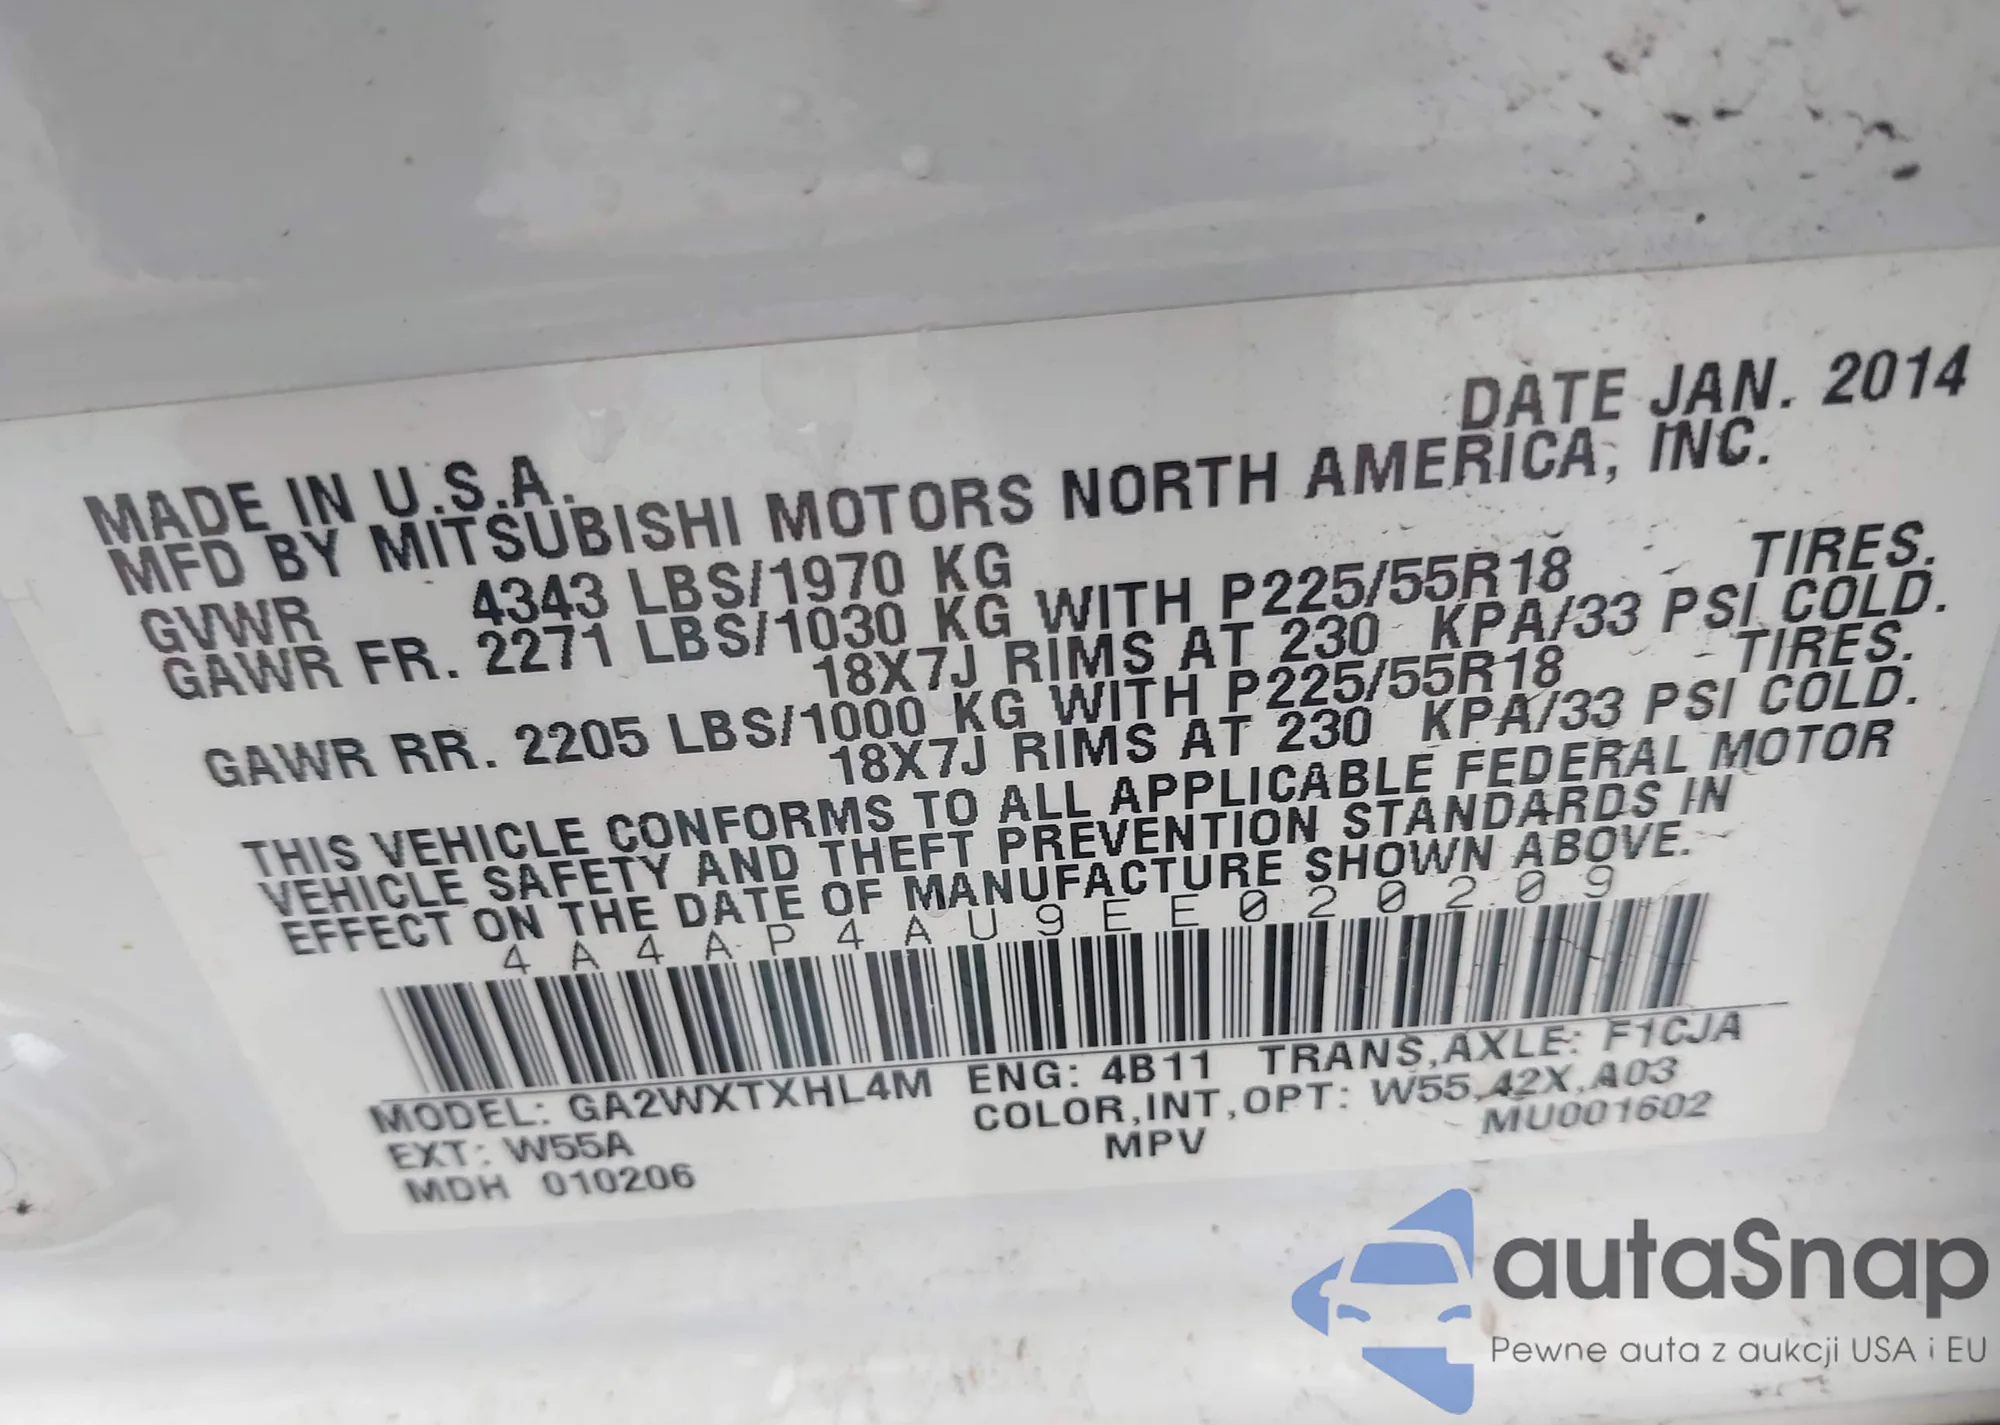 DATE JAN. 2014
MADE IN U.S.A.
MFD BY MITSUBISHI MOTORS NORTH AMERICA, INC.
GVWR 4343 LBS/1970 KG
GAWR FR. 2271 LBS/1030 KG WITH P225/55R18 TIRES.
18X7J RIMS AT 230 KPA/33 PSI COLD.
GAWR RR. 2205 LBS/1000 KG WITH P225/55R18 TIRES.
18X7J RIMS AT 230 KPA/33 PSI COLD.
THIS VEHICLE CONFORMS TO ALL APPLICABLE FEDERAL MOTOR
VEHICLE SAFETY AND THEFT PREVENTION STANDARDS IN
EFFECT ON THE DATE OF MANUFACTURE SHOWN ABOVE.
4A4AP4AU9EE020209
MODEL: GA2WXTXHL4M ENG: 4B11 TRANS,AXLE: F1CJA
EXT: W55A COLOR,INT,OPT: W55,42X,A03
MDH 010206 MPV MU001602
autaSnap
Pewne auta z aukcji USA i EU